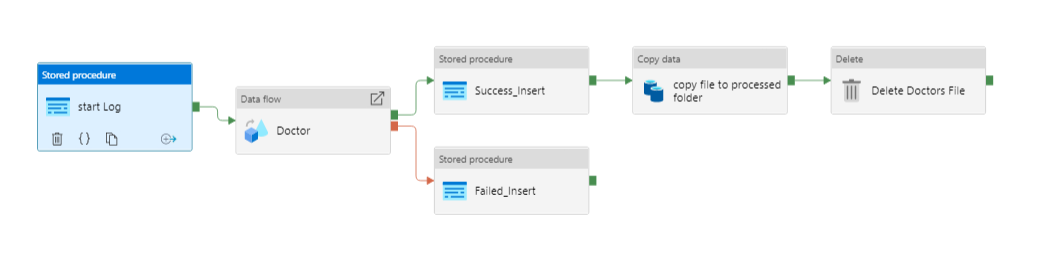 Stored procedure
start Log
{}
Data flow
Doctor
Stored procedure
Success_Insert
Copy data
copy file to processed
folder
Delete
Delete Doctors File
Stored procedure
Failed_Insert